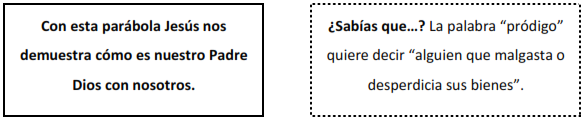 Con esta parábola Jesús nos
demuestra cómo es nuestro Padre
Dios con nosotros.
¿Sabías que…? La palabra “pródigo”
quiere decir “alguien que malgasta o
desperdicia sus bienes”.